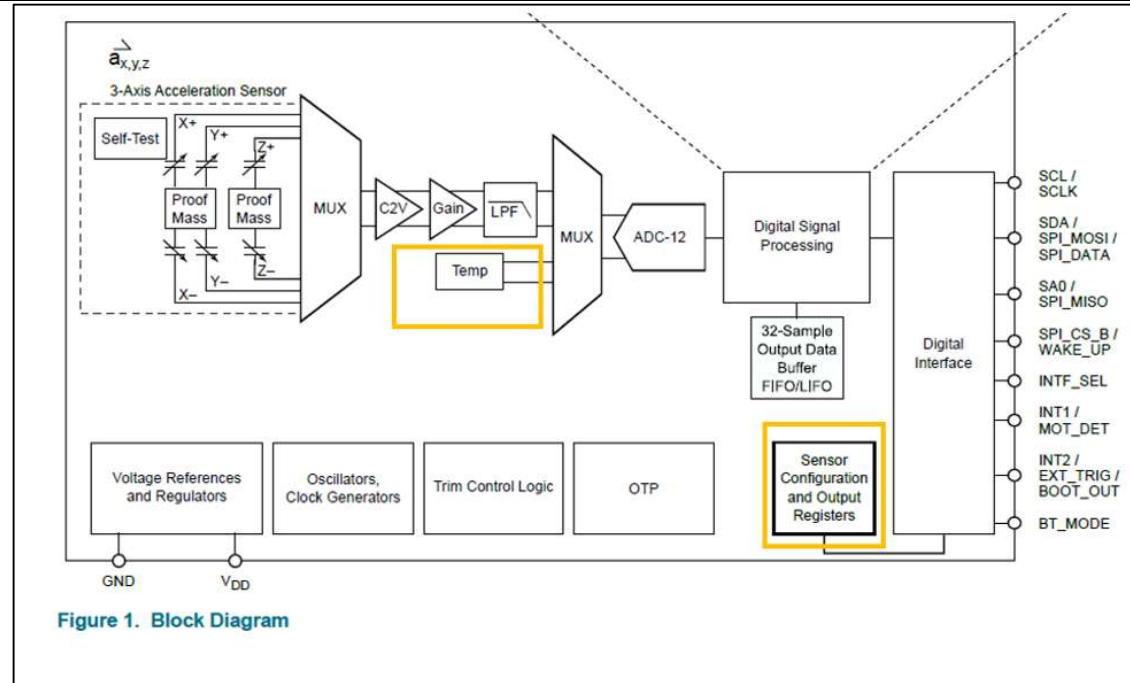 a x,y,z
3-Axis Acceleration Sensor
Self-Test
X+
Y+
Z+
Proof
Mass
Proof
Mass
X–
Y–
Z–
MUX
C2V
Gain
LPF
Temp
MUX
ADC-12
Digital Signal
Processing
32-Sample
Output Data
Buffer
FIFO/LIFO
Digital
Interface
SCL /
SCLK
SDA /
SPI_MOSI /
SPI_DATA
SA0 /
SPI_MISO
SPI_CS_B /
WAKE_UP
INTF_SEL
INT1 /
MOT_DET
INT2 /
EXT_TRIG /
BOOT_OUT
BT_MODE
Voltage References
and Regulators
Oscillators,
Clock Generators
Trim Control Logic
OTP
Sensor
Configuration
and Output
Registers
GND
VDD
Figure 1. Block Diagram